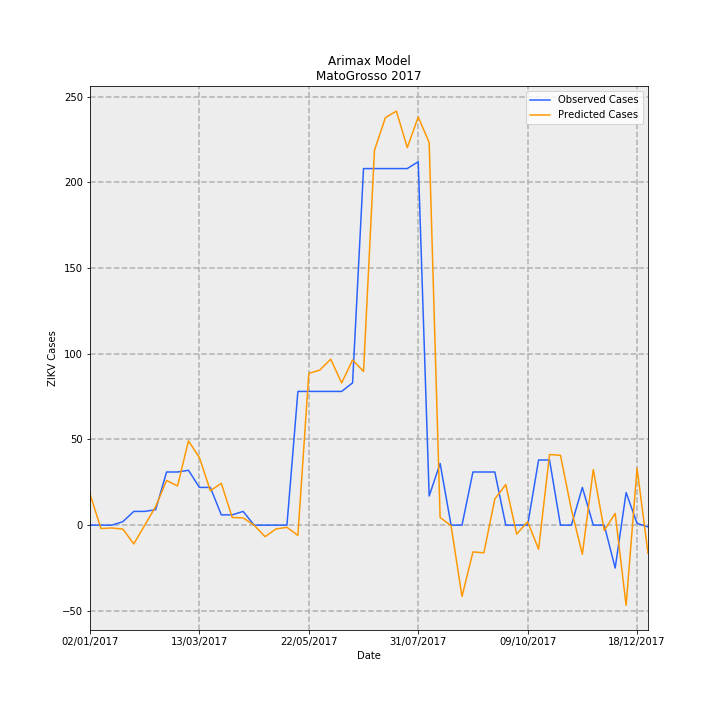 Arimax Model
MatoGrosso 2017
Observed Cases
Predicted Cases
ZIKV Cases
250
200
150
100
50
0
−50
02/01/2017
13/03/2017
22/05/2017
31/07/2017
09/10/2017
18/12/2017
Date